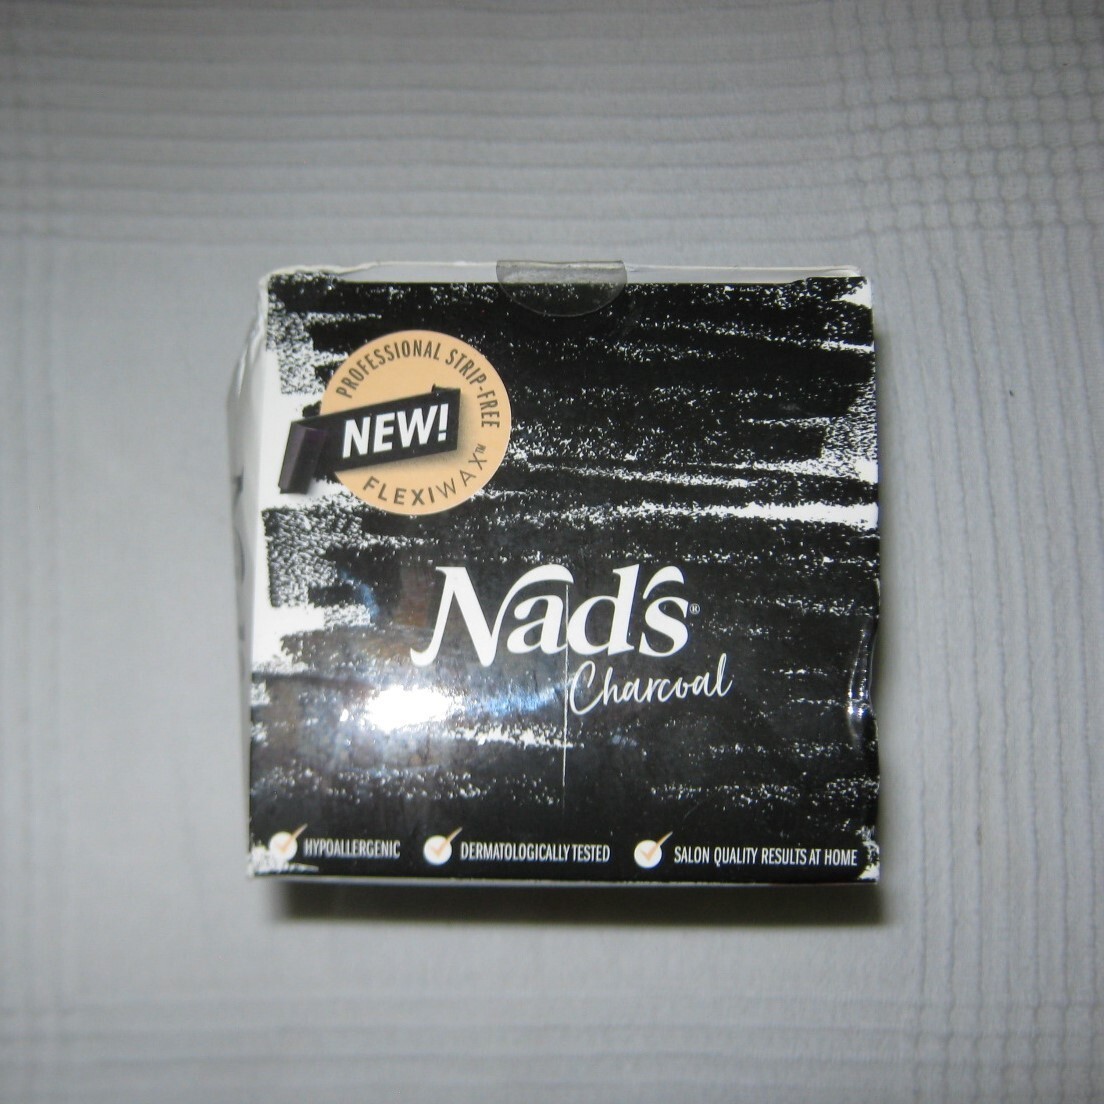 PROFESSIONAL STRIP-FREE
NEW!
FLEXIWAX™
Nad's®
Charcoal
HYPOALLERGENIC
DERMATOLOGICALLY TESTED
SALON QUALITY RESULTS AT HOME